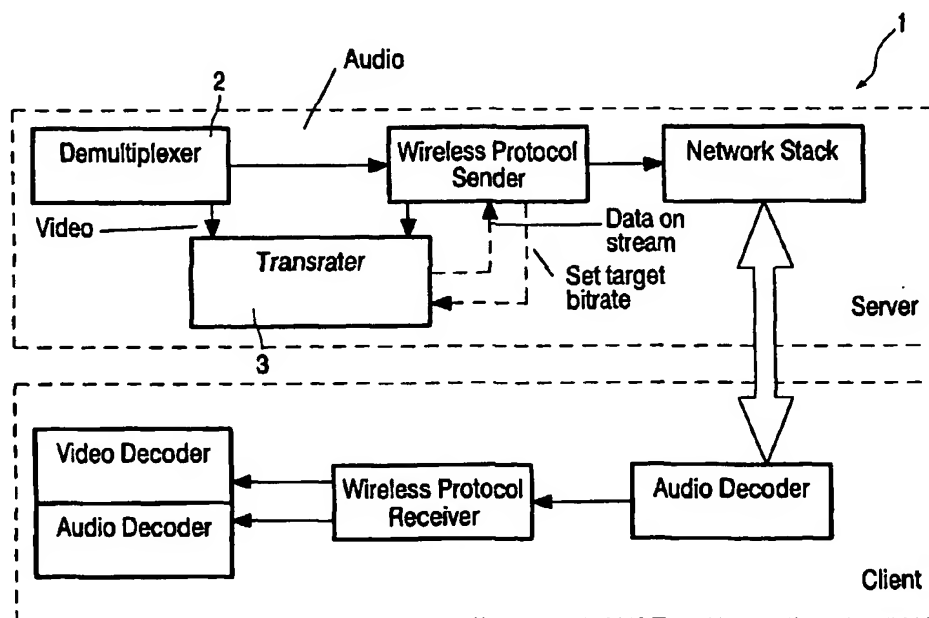 1
Audio
2
Demultiplexer
Wireless Protocol
Sender
Network Stack
Video
Data on
stream
Transrater
Set target
bitrate
3
Server
Video Decoder
Audio Decoder
Wireless Protocol
Receiver
Audio Decoder
Client